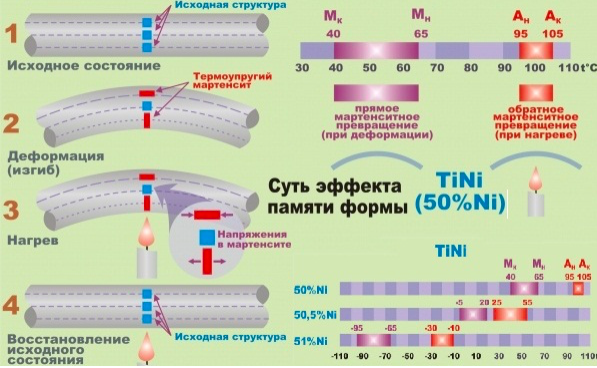 Исходная структура
1
Исходное состояние
Термоупругий
мартенсит
2
Деформация
(изгиб)
3
Нагрев
Напряжения
в мартенсите
4
Исходная структура
Восстановление
исходного
состояния
Мк Мн Ан Ак
40 65 95 105
30 40 50 60 70 80 90 100 110 t°C
прямое
мартенситное
превращение
(при деформации)
обратное
мартенситное
превращение
(при нагреве)
Суть эффекта
памяти формы
TiNi
(50%Ni)
TiNi
Мн Мн Ан Ак
40 65 95 105
50%Ni
-5 20 25 55
50,5%Ni
-95 -65 -30 -10
51%Ni
-110 -90 -70 -50 -30 -10 10 30 50 70 90 110